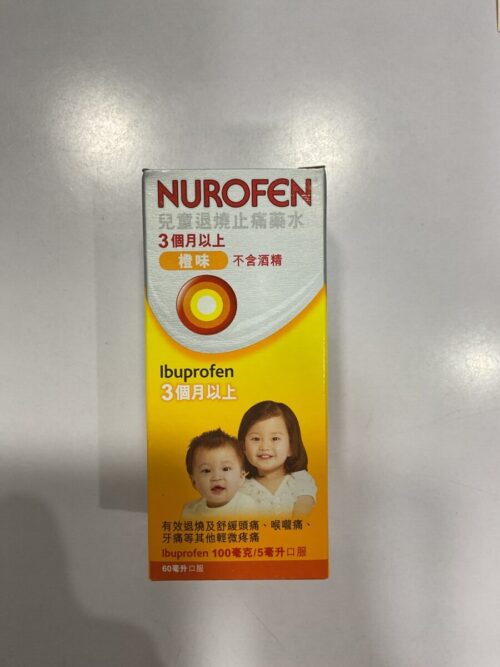 NUROFEN
兒童退燒止痛藥水
3個月以上
橙味 不含酒精
Ibuprofen
3個月以上
有效退燒及舒緩頭痛、喉嚨痛、
牙痛等其他輕微疼痛
Ibuprofen 100毫克/5毫升口服
60毫升口服